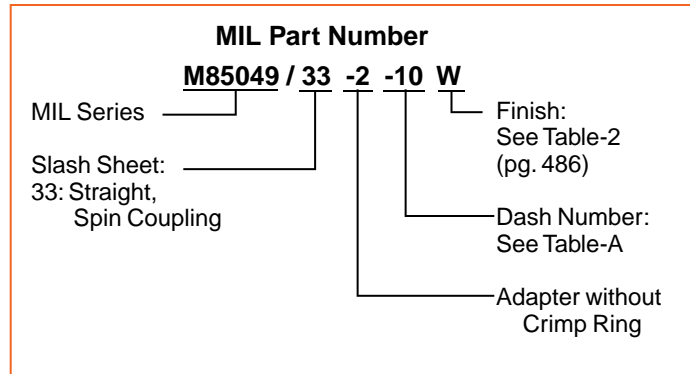 MIL Part Number
M85049 / 33 -2 -10 W
MIL Series
Slash Sheet:
33: Straight,
Spin Coupling
Finish:
See Table-2
(pg. 486)
Dash Number:
See Table-A
Adapter without
Crimp Ring